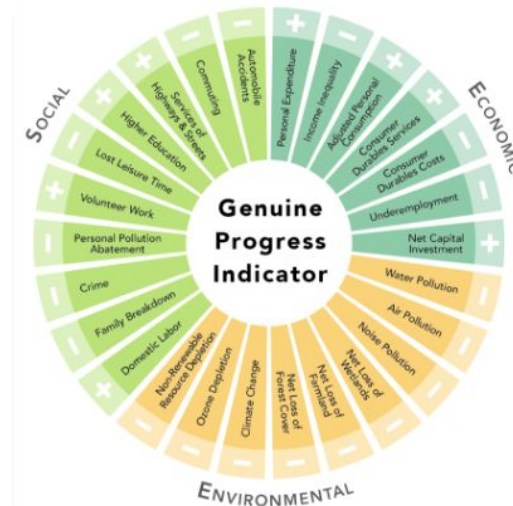 SOCIAL
ECONOMIC
ENVIRONMENTAL
Genuine
Progress
Indicator
+
Personal Expenditure
-
Income Inequality
+
Adjusted Personal
Consumption
+
Consumer
Durables Services
-
Consumer
Durables Costs
-
Underemployment
+
Net Capital
Investment
-
Water Pollution
-
Air Pollution
-
Noise Pollution
-
Net Loss of
Wetlands
-
Net Loss of
Farmland
-
Net Loss of
Forest Cover
-
Climate Change
-
Ozone Depletion
-
Non-Renewable
Resource Depletion
+
Domestic Labor
-
Family Breakdown
-
Crime
-
Personal Pollution
Abatement
+
Volunteer Work
-
Lost Leisure Time
+
Higher Education
+
Services of
Highways & Streets
-
Commuting
-
Automobile
Accidents